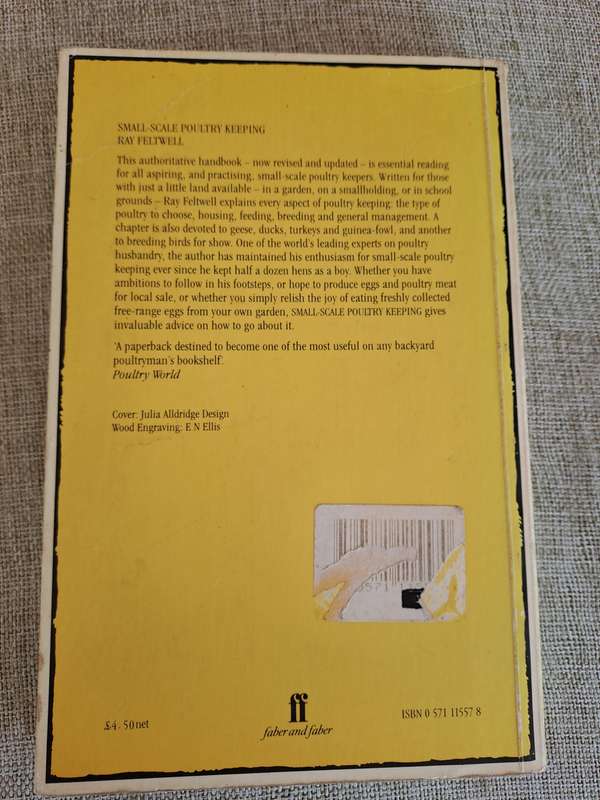 SMALL-SCALE POULTRY KEEPING
RAY FELTWELL
This authoritative handbook – now revised and updated – is essential reading
for all aspiring, and practising, small-scale poultry keepers. Written for those
with just a little land available – in a garden, on a smallholding, or in school
grounds – Ray Feltwell explains every aspect of poultry keeping: the type of
poultry to choose, housing, feeding, breeding and general management. A
chapter is also devoted to geese, ducks, turkeys and guinea-fowl, and another
to breeding birds for show. One of the world's leading experts on poultry
husbandry, the author has maintained his enthusiasm for small-scale poultry
keeping ever since he kept half a dozen hens as a boy. Whether you have
ambitions to follow in his footsteps, or hope to produce eggs and poultry meat
for local sale, or whether you simply relish the joy of eating freshly collected
free-range eggs from your own garden, SMALL-SCALE POULTRY KEEPING gives
invaluable advice on how to go about it.
'A paperback destined to become one of the most useful on any backyard
poultryman's bookshelf'.
Poultry World
Cover: Julia Alldridge Design
Wood Engraving: E N Ellis
£4.50net
ff
faber and faber
ISBN 0 571 11557 8